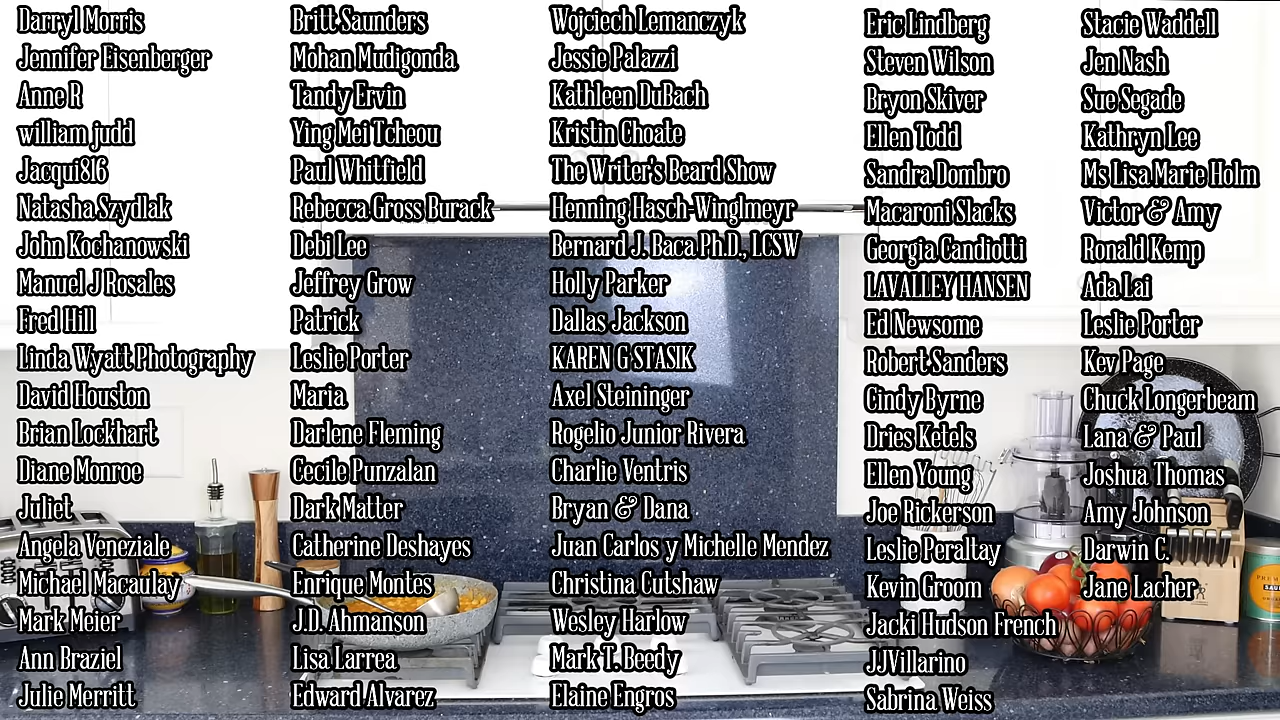 Darryl Morris
Jennifer Eisenberger
Anne R
william judd
Jacqui816
Natasha Szydlak
John Kochanowski
Manuel J Rosales
Fred Hill
Linda Wyatt Photography
David Houston
Brian Lockhart
Diane Monroe
Juliet
Angela Veneziale
Michael Macaulay
Mark Meier
Ann Braziel
Julie Merritt
Britt Saunders
Mohan Mudigonda
Tandy Ervin
Ying Mei Tcheou
Paul Whitfield
Rebecca Gross Burack
Debi Lee
Jeffrey Grow
Patrick
Leslie Porter
Maria
Darlene Fleming
Cecile Punzalan
Dark Matter
Catherine Deshayes
Enrique Montes
J.D. Ahmanson
Lisa Larrea
Edward Alvarez
Wojciech Lemanczyk
Jessie Palazzi
Kathleen DuBach
Kristin Choate
The Writer's Beard Show
Henning Hasch-Winglmeyr
Bernard J. Baca Ph.D., LCSW
Holly Parker
Dallas Jackson
KAREN G STASIK
Axel Steininger
Rogelio Junior Rivera
Charlie Ventris
Bryan & Dana
Juan Carlos y Michelle Mendez
Christina Cutshaw
Wesley Harlow
Mark T. Beedy
Elaine Engros
Eric Lindberg
Steven Wilson
Bryon Skiver
Ellen Todd
Sandra Dombro
Macaroni Slacks
Georgia Candiotti
LAVALLEY HANSEN
Ed Newsome
Robert Sanders
Cindy Byrne
Dries Ketels
Ellen Young
Joe Rickerson
Leslie Peraltay
Kevin Groom
Jacki Hudson French
JJVillarino
Sabrina Weiss
Stacie Waddell
Jen Nash
Sue Segade
Kathryn Lee
Ms Lisa Marie Holm
Victor & Amy
Ronald Kemp
Ada Lai
Leslie Porter
Kev Page
Chuck Longerbeam
Lana & Paul
Joshua Thomas
Amy Johnson
Darwin C.
Jane Lacher